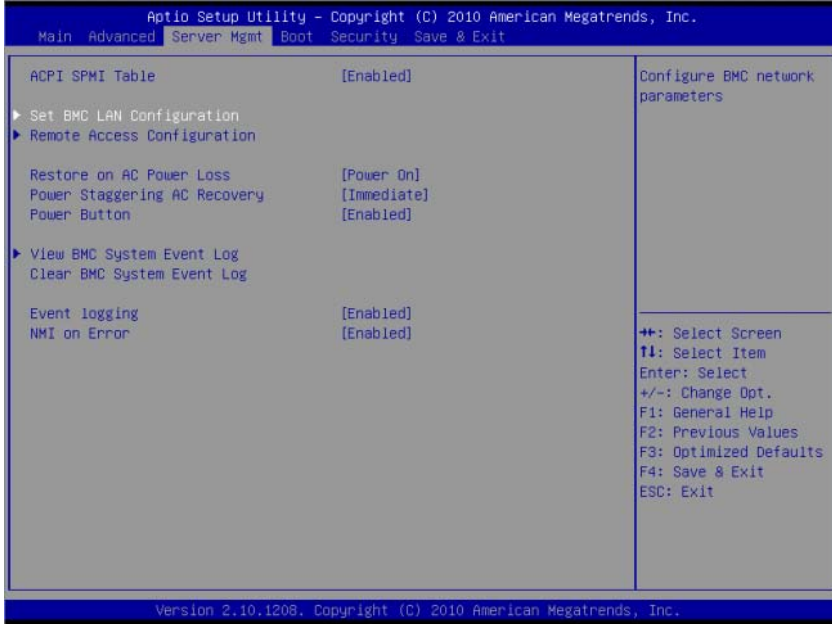 Aptio Setup Utility - Copyright (C) 2010 American Megatrends, Inc.
Main Advanced Server Mgmt Boot Security Save & Exit
ACPI SPMI Table [Enabled]
Set BMC LAN Configuration
Remote Access Configuration
Restore on AC Power Loss [Power On]
Power Staggering AC Recovery [Immediate]
Power Button [Enabled]
View BMC System Event Log
Clear BMC System Event Log
Event logging [Enabled]
NMI on Error [Enabled]
Configure BMC network
parameters
→←: Select Screen
↑↓: Select Item
Enter: Select
+/-: Change Opt.
F1: General Help
F2: Previous Values
F3: Optimized Defaults
F4: Save & Exit
ESC: Exit
Version 2.10.1208. Copyright (C) 2010 American Megatrends, Inc.